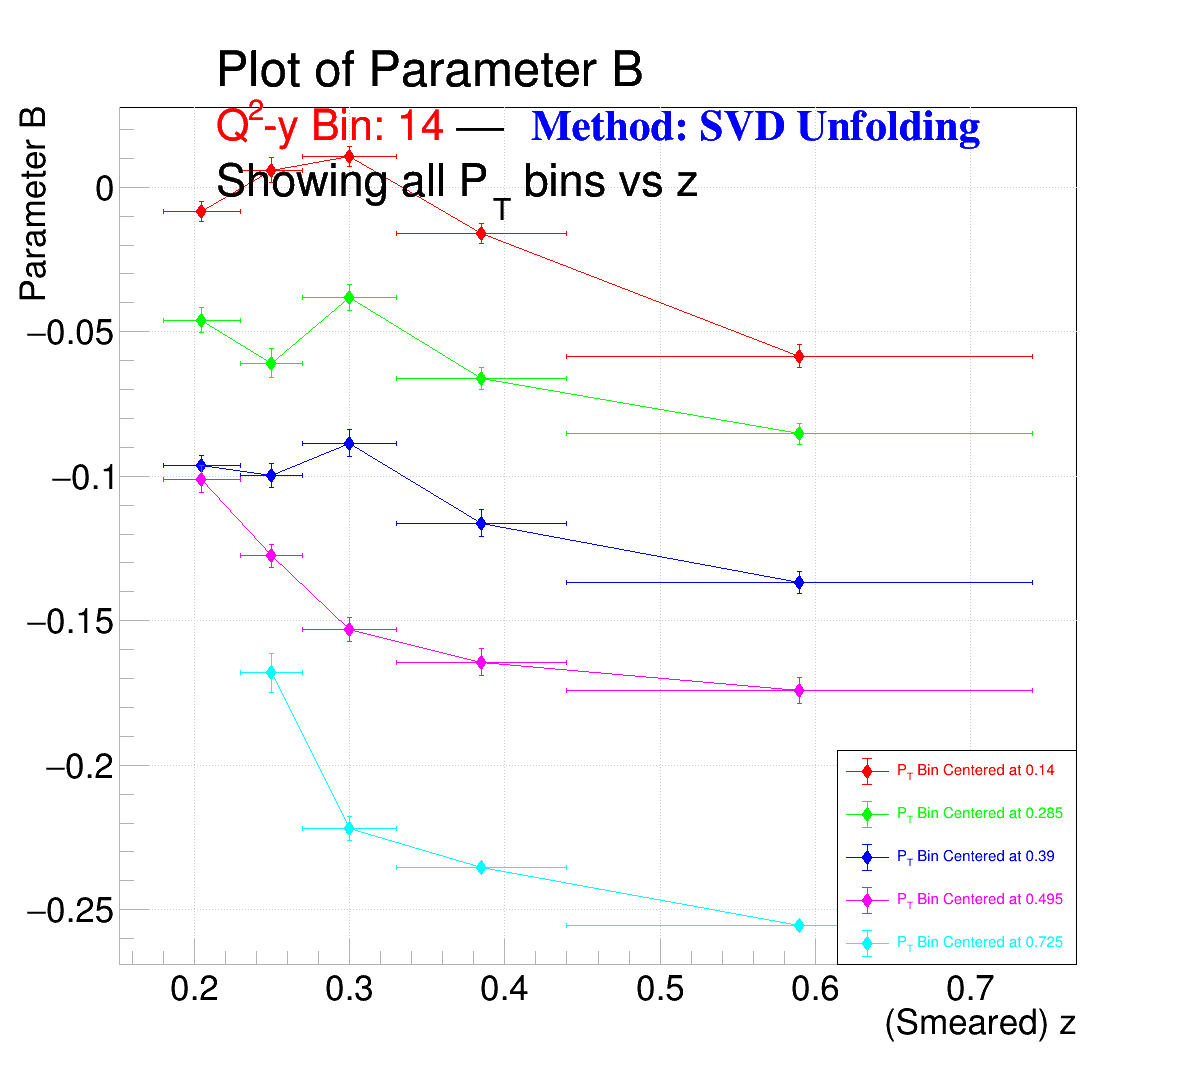 Plot of Parameter B
Q2-y Bin: 14 — Method: SVD Unfolding
Showing all PT bins vs z
Parameter B
0
−0.05
−0.1
−0.15
−0.2
−0.25
PT Bin Centered at 0.14
PT Bin Centered at 0.285
PT Bin Centered at 0.39
PT Bin Centered at 0.495
PT Bin Centered at 0.725
0.2 0.3 0.4 0.5 0.6 0.7
(Smeared) z